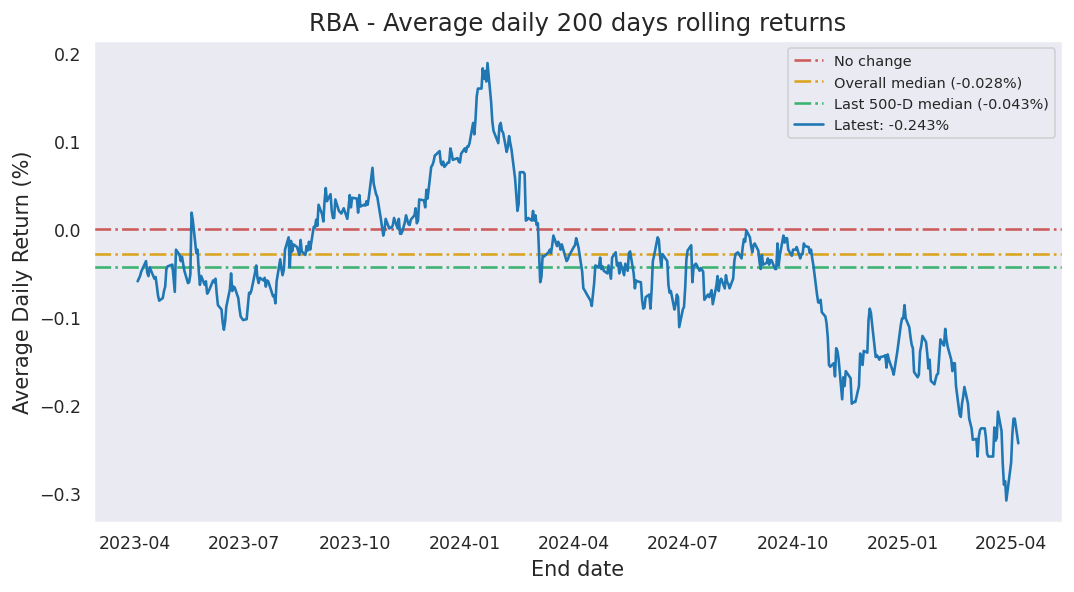 RBA - Average daily 200 days rolling returns
Average Daily Return (%)
0.2
0.1
0.0
−0.1
−0.2
−0.3
No change
Overall median (-0.028%)
Last 500-D median (-0.043%)
Latest: -0.243%
2023-04 2023-07 2023-10 2024-01 2024-04 2024-07 2024-10 2025-01 2025-04
End date